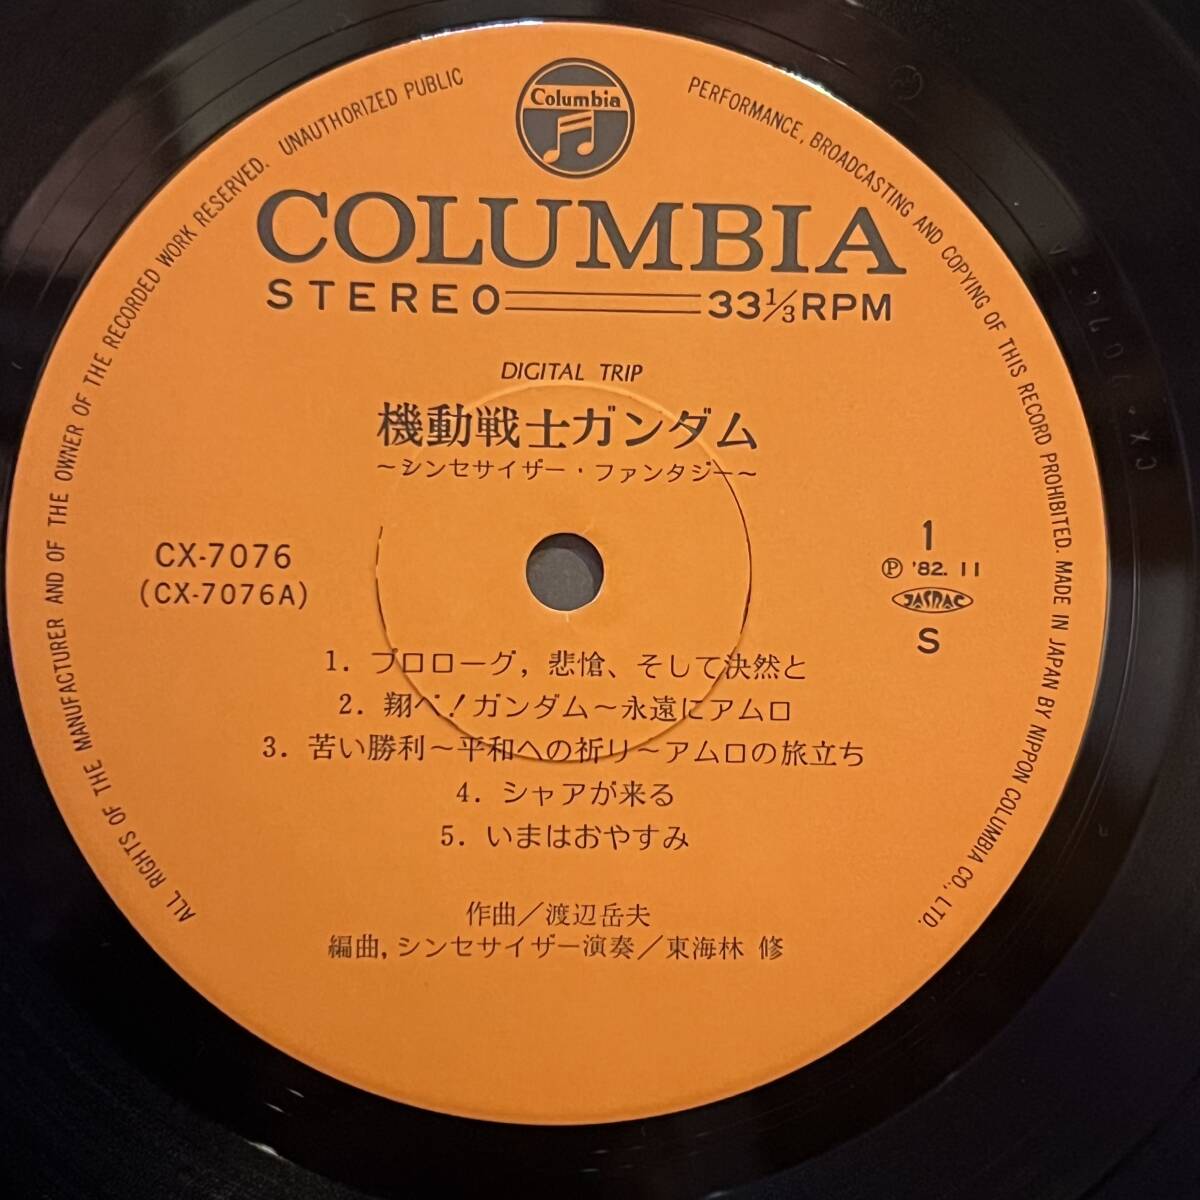 Columbia
COLUMBIA
STEREO 33 1/3 RPM
DIGITAL TRIP
機動戦士ガンダム
〜シンセサイザー・ファンタジー〜
CX-7076
(CX-7076A)
1
Ⓟ '82. 11
JASRAC
S
1. プロローグ, 悲愴、そして決然と
2. 翔べ!ガンダム〜永遠にアムロ
3. 苦い勝利〜平和への祈り〜アムロの旅立ち
4. シャアが来る
5. いまはおやすみ
作曲/渡辺岳夫
編曲, シンセサイザー演奏/東海林 修
ALL RIGHTS OF THE MANUFACTURER AND OF THE OWNER OF THE RECORDED WORK RESERVED. UNAUTHORIZED PUBLIC PERFORMANCE, BROADCASTING AND COPYING OF THIS RECORD PROHIBITED. MADE IN JAPAN BY NIPPON COLUMBIA CO., LTD.